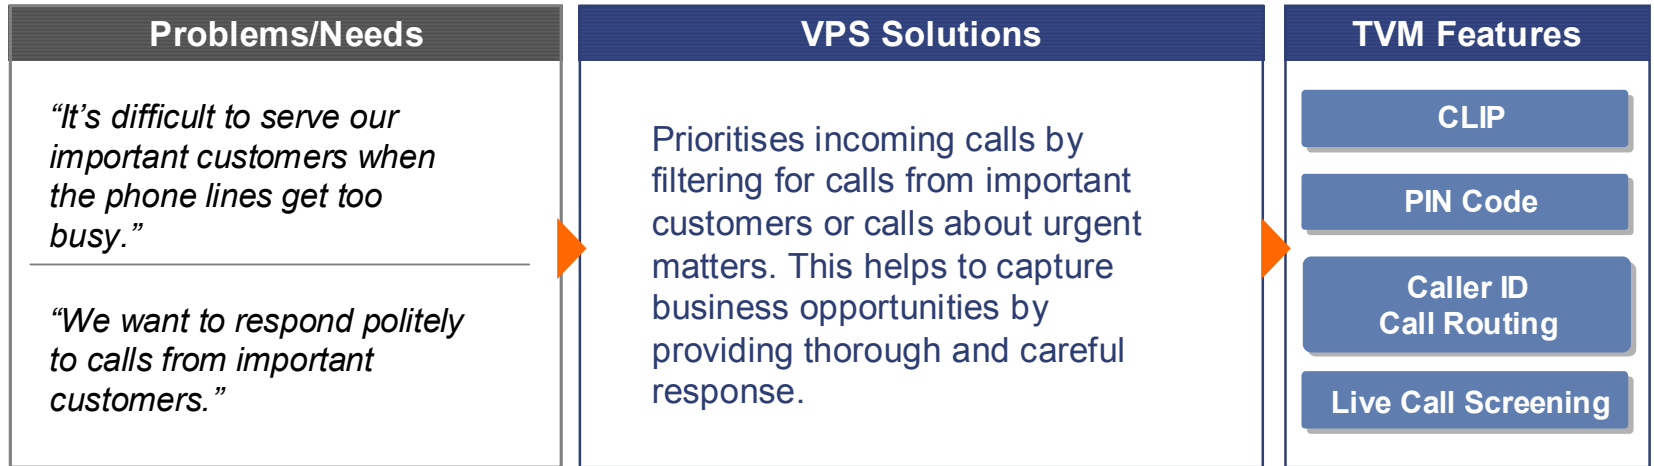 Problems/Needs
“It’s difficult to serve our
important customers when
the phone lines get too
busy.”
“We want to respond politely
to calls from important
customers.”
VPS Solutions
Prioritises incoming calls by
filtering for calls from important
customers or calls about urgent
matters. This helps to capture
business opportunities by
providing thorough and careful
response.
TVM Features
CLIP
PIN Code
Caller ID
Call Routing
Live Call Screening